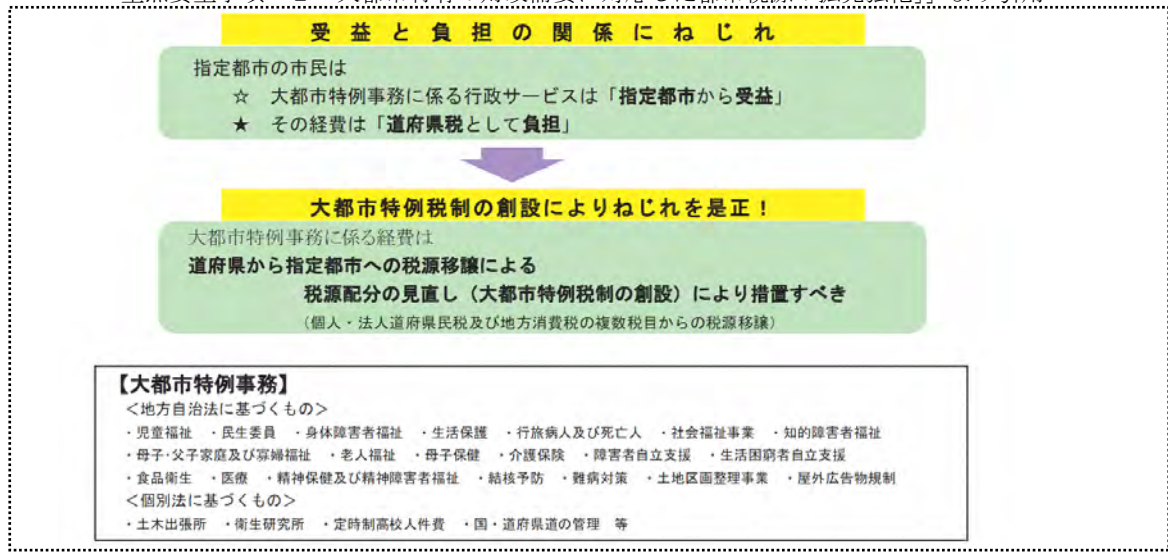 受益と負担の関係にねじれ
指定都市の市民は
☆　大都市特例事務に係る行政サービスは「指定都市から受益」
★　その経費は「道府県税として負担」
大都市特例税制の創設によりねじれを是正！
大都市特例事務に係る経費は
道府県から指定都市への税源移譲による
税源配分の見直し（大都市特例税制の創設）により措置すべき
（個人・法人道府県民税及び地方消費税の複数税目からの税源移譲）
【大都市特例事務】
＜地方自治法に基づくもの＞
・児童福祉　・民生委員　・身体障害者福祉　・生活保護　・行旅病人及び死亡人　・社会福祉事業　・知的障害者福祉
・母子・父子家庭及び寡婦福祉　・老人福祉　・母子保健　・介護保険　・障害者自立支援　・生活困窮者自立支援
・食品衛生　・医療　・精神保健及び精神障害者福祉　・結核予防　・難病対策　・土地区画整理事業　・屋外広告物規制
＜個別法に基づくもの＞
・土木出張所　・衛生研究所　・定時制高校人件費　・国・道府県道の管理　等